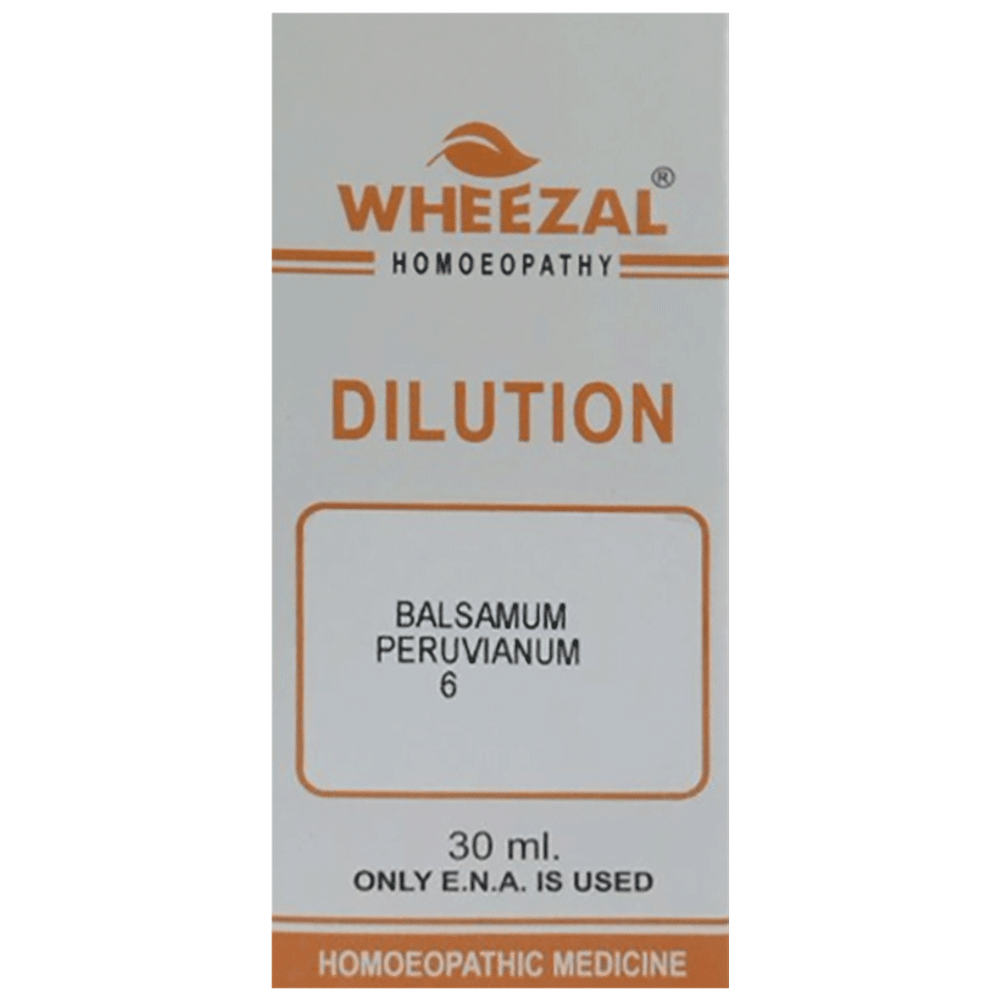 WHEEZAL®
HOMOEOPATHY
DILUTION
BALSAMUM
PERUVIANUM
6
30 ml.
ONLY E.N.A. IS USED
HOMOEOPATHIC MEDICINE